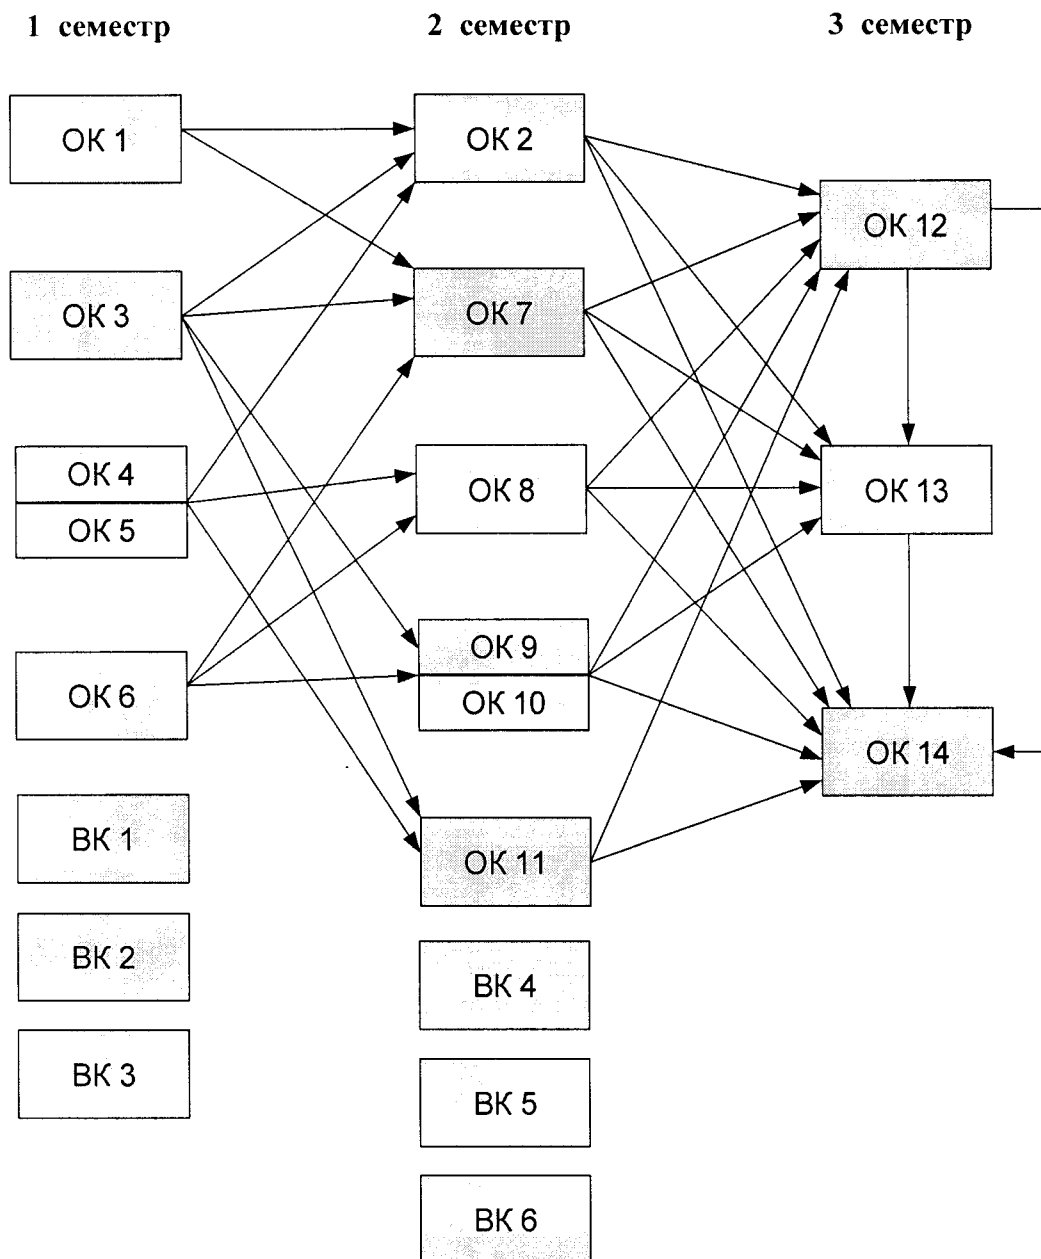 1 семестр
2 семестр
3 семестр
ОК 1
ОК 3
ОК 4
ОК 5
ОК 6
ВК 1
ВК 2
ВК 3
ОК 2
ОК 7
ОК 8
ОК 9
ОК 10
ОК 11
ВК 4
ВК 5
ВК 6
ОК 12
ОК 13
ОК 14